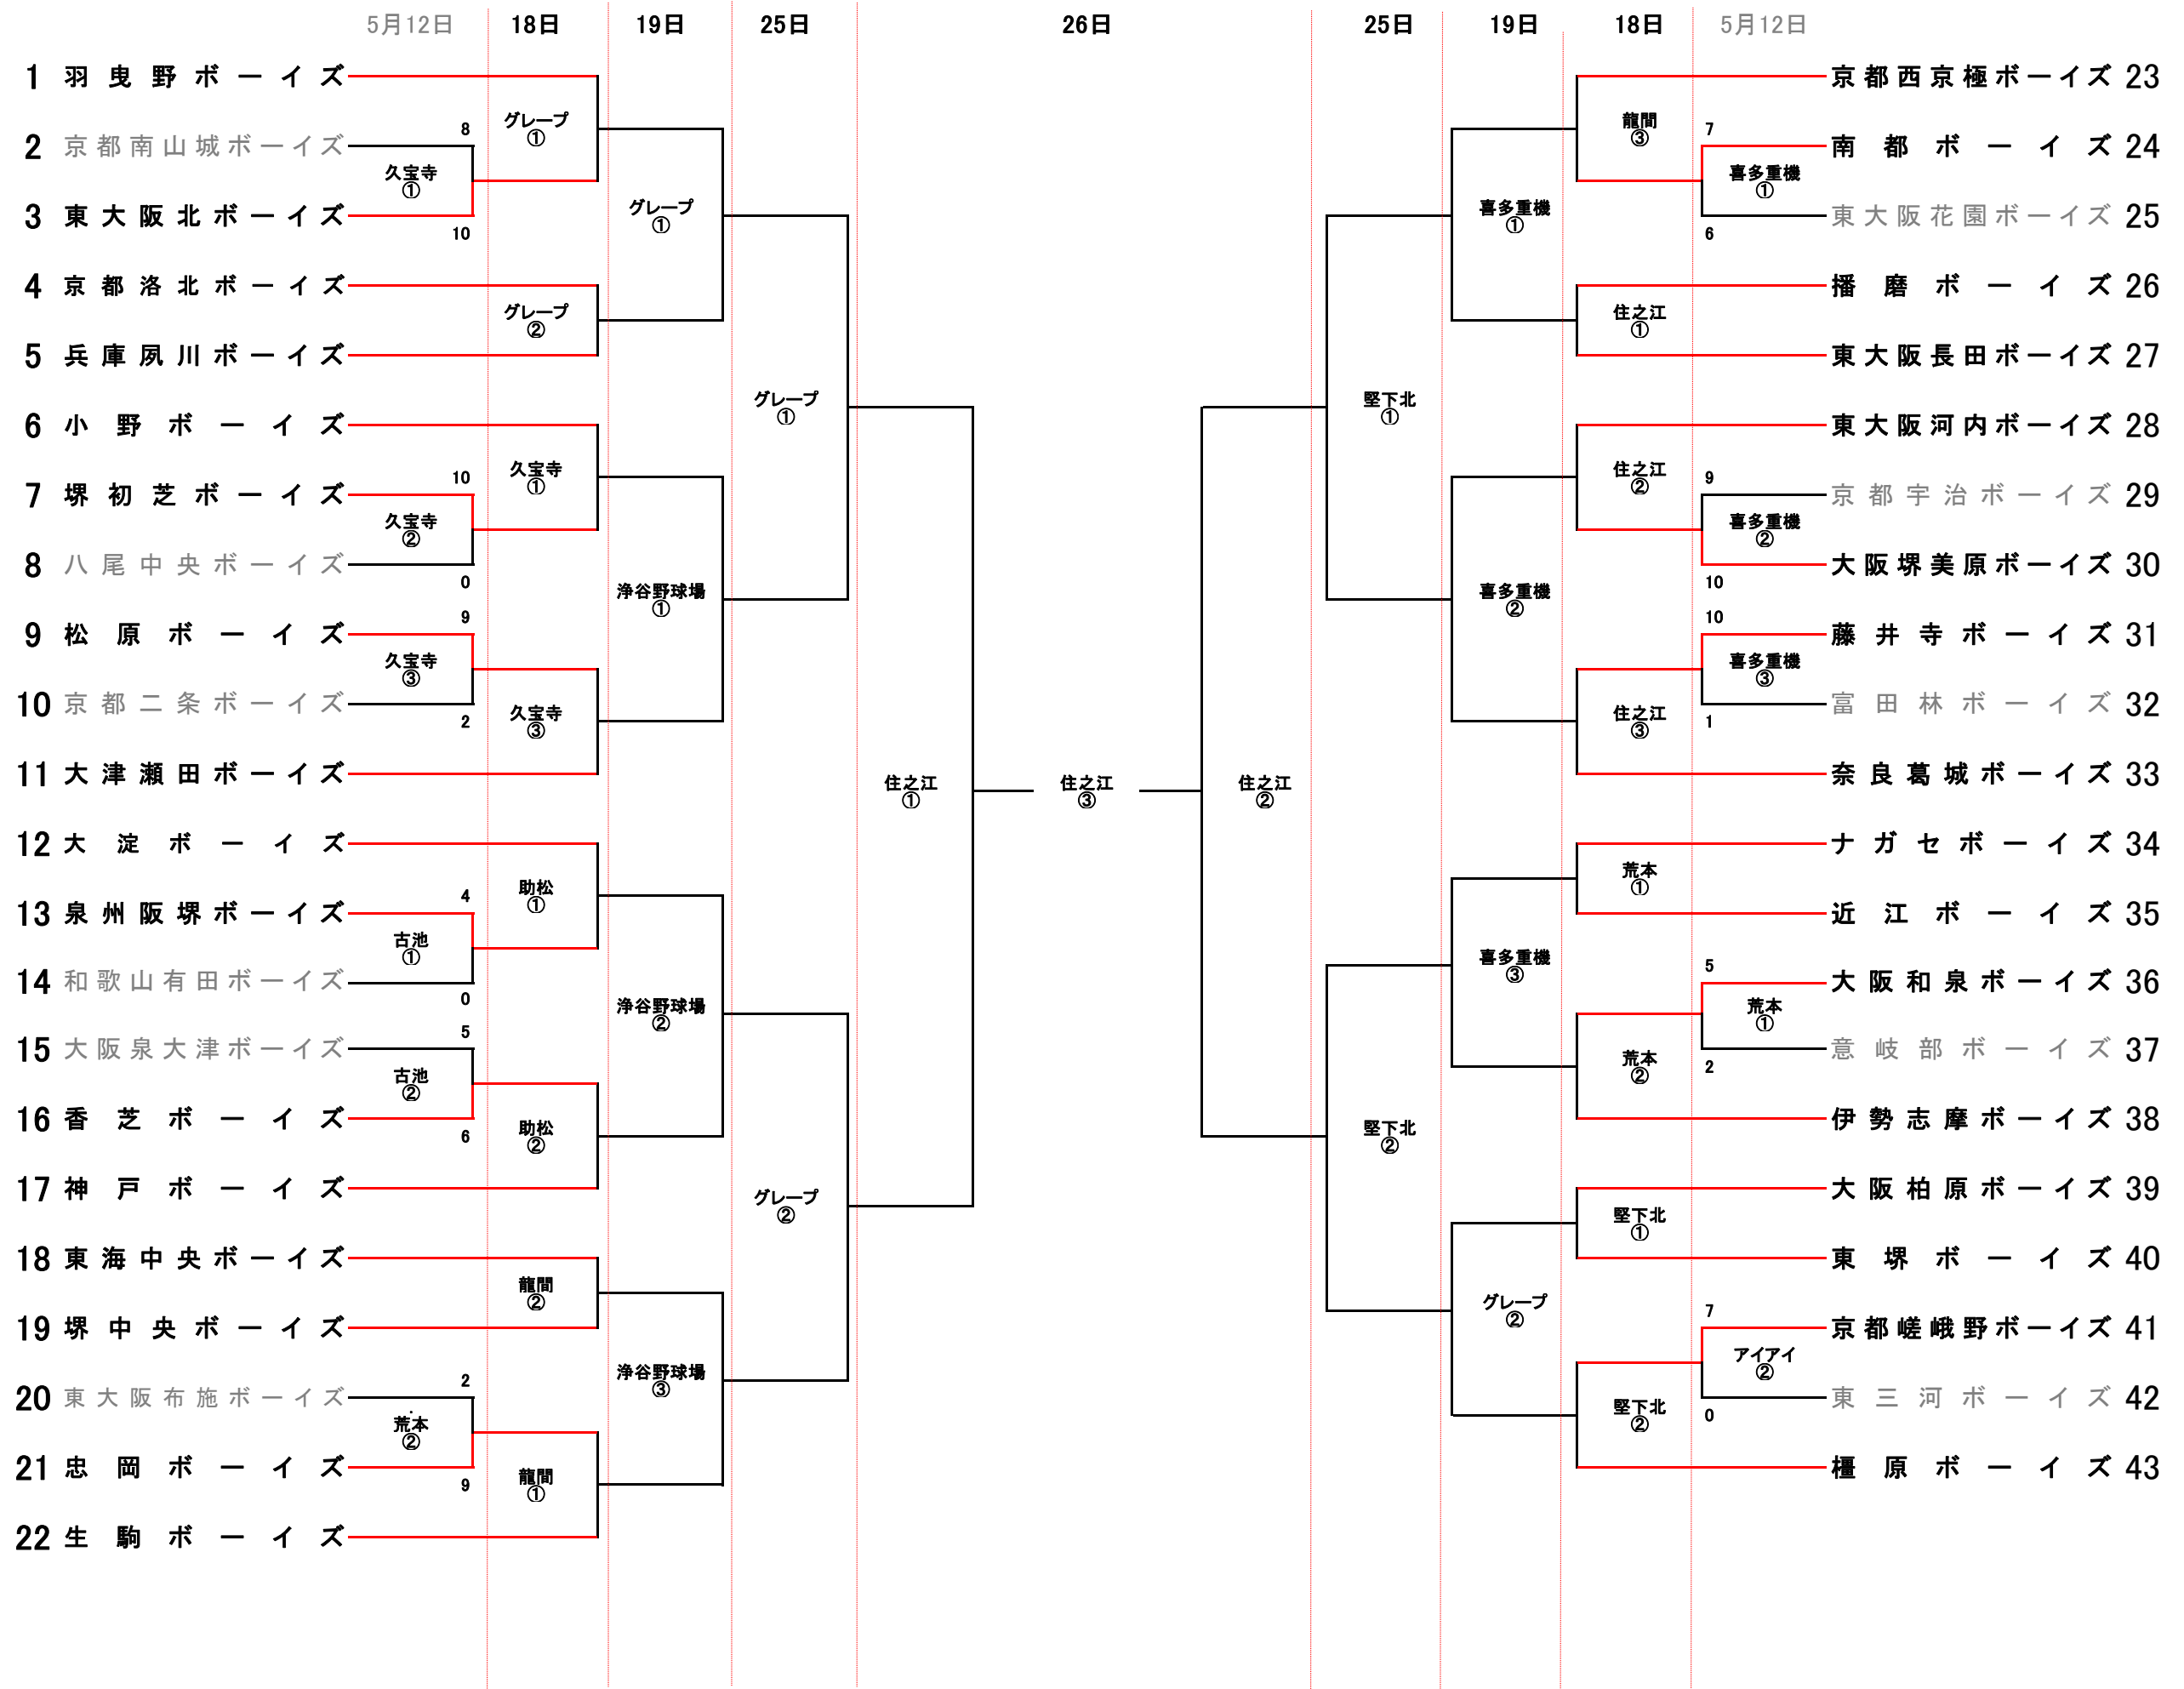 5月12日 18日 19日 25日 26日 25日 19日 18日 5月12日
1 羽曳野ボーイズ
2 京都南山城ボーイズ
3 東大阪北ボーイズ
4 京都洛北ボーイズ
5 兵庫夙川ボーイズ
6 小野ボーイズ
7 堺初芝ボーイズ
8 八尾中央ボーイズ
9 松原ボーイズ
10 京都二条ボーイズ
11 大津瀬田ボーイズ
12 大淀ボーイズ
13 泉州阪堺ボーイズ
14 和歌山有田ボーイズ
15 大阪泉大津ボーイズ
16 香芝ボーイズ
17 神戸ボーイズ
18 東海中央ボーイズ
19 堺中央ボーイズ
20 東大阪布施ボーイズ
21 忠岡ボーイズ
22 生駒ボーイズ
8
久宝寺
①
10
10
久宝寺
②
0
9
久宝寺
③
2
4
古池
①
0
5
古池
②
6
2
荒本
②
9
グレープ
①
グレープ
②
久宝寺
①
久宝寺
③
助松
①
助松
②
龍間
②
龍間
①
グレープ
①
浄谷野球場
①
浄谷野球場
②
浄谷野球場
③
グレープ
①
グレープ
②
住之江
①
住之江
③
住之江
②
堅下北
①
堅下北
②
喜多重機
①
喜多重機
②
喜多重機
③
グレープ
②
龍間
③
住之江
①
住之江
②
住之江
③
荒本
①
荒本
②
堅下北
①
堅下北
②
7
喜多重機
①
6
9
喜多重機
②
10
10
喜多重機
③
1
5
荒本
①
2
7
アイアイ
②
0
京都西京極ボーイズ 23
南都ボーイズ 24
東大阪花園ボーイズ 25
播磨ボーイズ 26
東大阪長田ボーイズ 27
東大阪河内ボーイズ 28
京都宇治ボーイズ 29
大阪堺美原ボーイズ 30
藤井寺ボーイズ 31
富田林ボーイズ 32
奈良葛城ボーイズ 33
ナガセボーイズ 34
近江ボーイズ 35
大阪和泉ボーイズ 36
意岐部ボーイズ 37
伊勢志摩ボーイズ 38
大阪柏原ボーイズ 39
東堺ボーイズ 40
京都嵯峨野ボーイズ 41
東三河ボーイズ 42
橿原ボーイズ 43